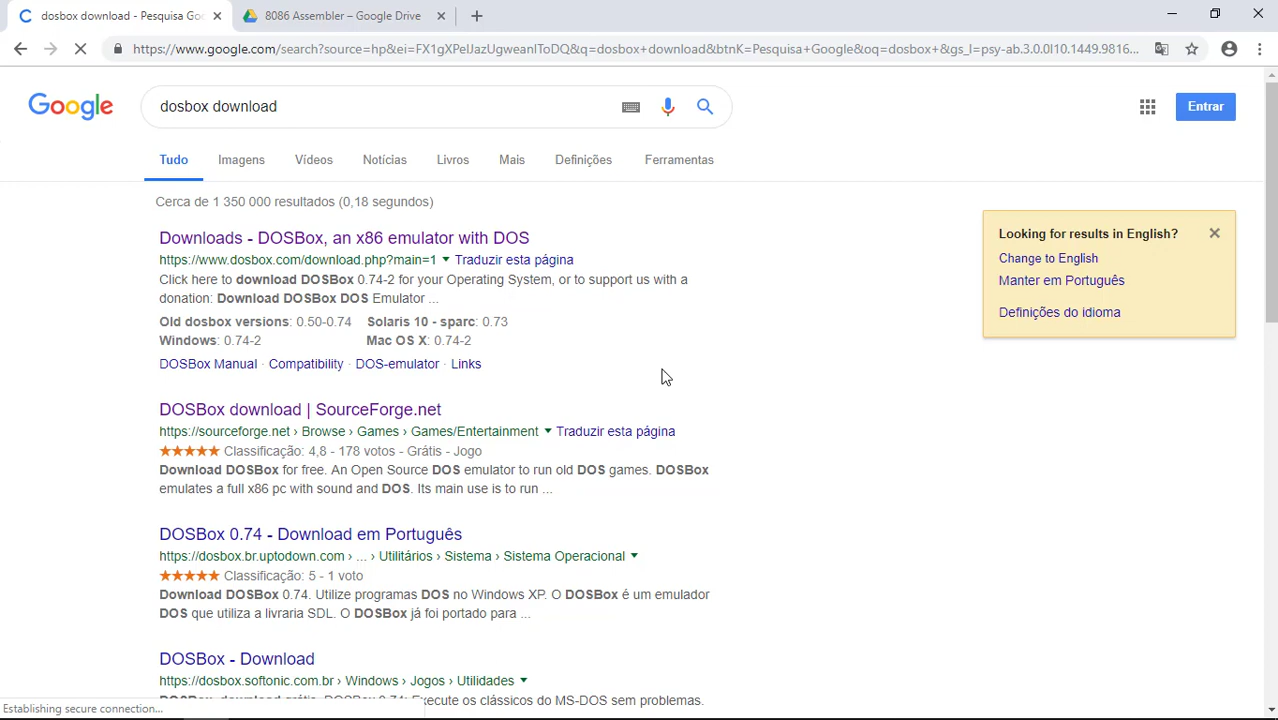 dosbox download - Pesquisa Goo
8086 Assembler – Google Drive
https://www.google.com/search?source=hp&ei=FX1gXPelJazUgweanIToDQ&q=dosbox+download&btnK=Pesquisa+Google&oq=dosbox+&gs_l=psy-ab.3.0.0l10.1449.9816...
Google
dosbox download
Entrar
Tudo Imagens Vídeos Notícias Livros Mais Definições Ferramentas
Cerca de 1 350 000 resultados (0,18 segundos)
Downloads - DOSBox, an x86 emulator with DOS
https://www.dosbox.com/download.php?main=1 Traduzir esta página
Click here to download DOSBox 0.74-2 for your Operating System, or to support us with a
donation: Download DOSBox DOS Emulator ...
Old dosbox versions: 0.50-0.74 Solaris 10 - sparc: 0.73
Windows: 0.74-2 Mac OS X: 0.74-2
DOSBox Manual · Compatibility · DOS-emulator · Links
Looking for results in English?
Change to English
Manter em Português
Definições do idioma
DOSBox download | SourceForge.net
https://sourceforge.net › Browse › Games › Games/Entertainment Traduzir esta página
Classificação: 4,8 - 178 votos - Grátis - Jogo
Download DOSBox for free. An Open Source DOS emulator to run old DOS games. DOSBox
emulates a full x86 pc with sound and DOS. Its main use is to run ...
DOSBox 0.74 - Download em Português
https://dosbox.br.uptodown.com › ... › Utilitários › Sistema › Sistema Operacional
Classificação: 5 - 1 voto
Download DOSBox 0.74. Utilize programas DOS no Windows XP. O DOSBox é um emulador
DOS que utiliza a livraria SDL. O DOSBox já foi portado para ...
DOSBox - Download
https://dosbox.softonic.com.br › Windows › Jogos › Utilidades
Execute os clássicos do MS-DOS sem problemas.
Establishing secure connection...